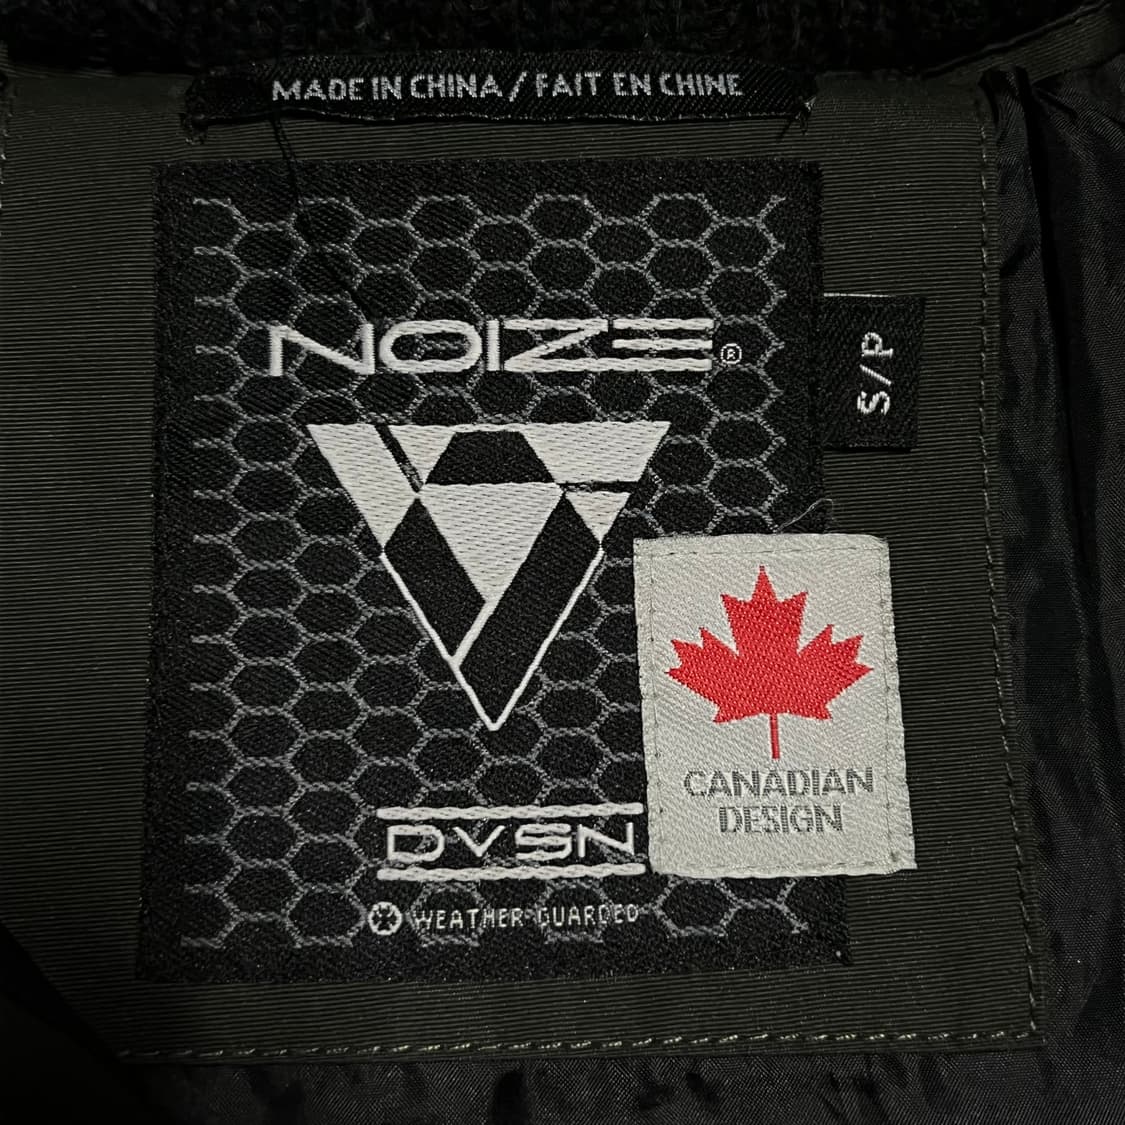 MADE IN CHINA / FAIT EN CHINE
NOIZE®
S/P
CANADIAN
DESIGN
DVSN
WEATHER-GUARDED